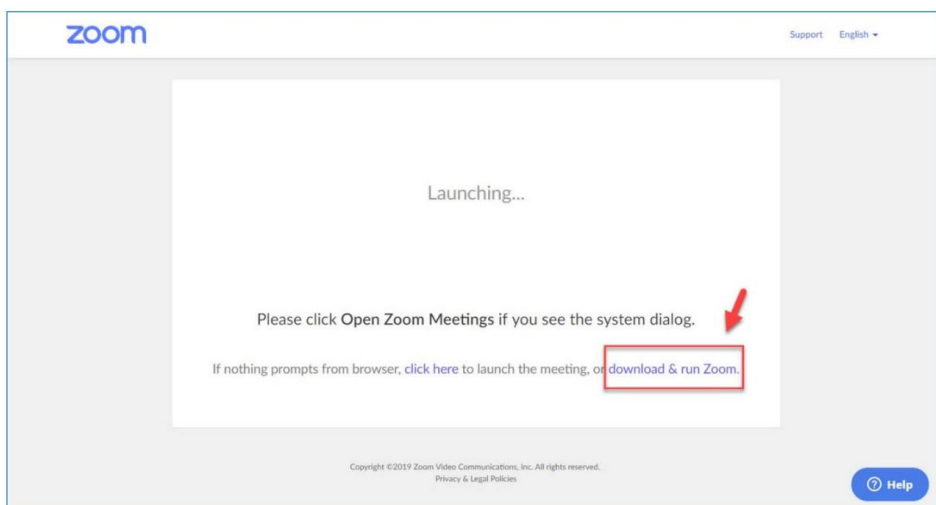 zoom
Support English
Launching...
Please click Open Zoom Meetings if you see the system dialog.
If nothing prompts from browser, click here to launch the meeting, or download & run Zoom.
Copyright ©2019 Zoom Video Communications, Inc. All rights reserved.
Privacy & Legal Policies
? Help